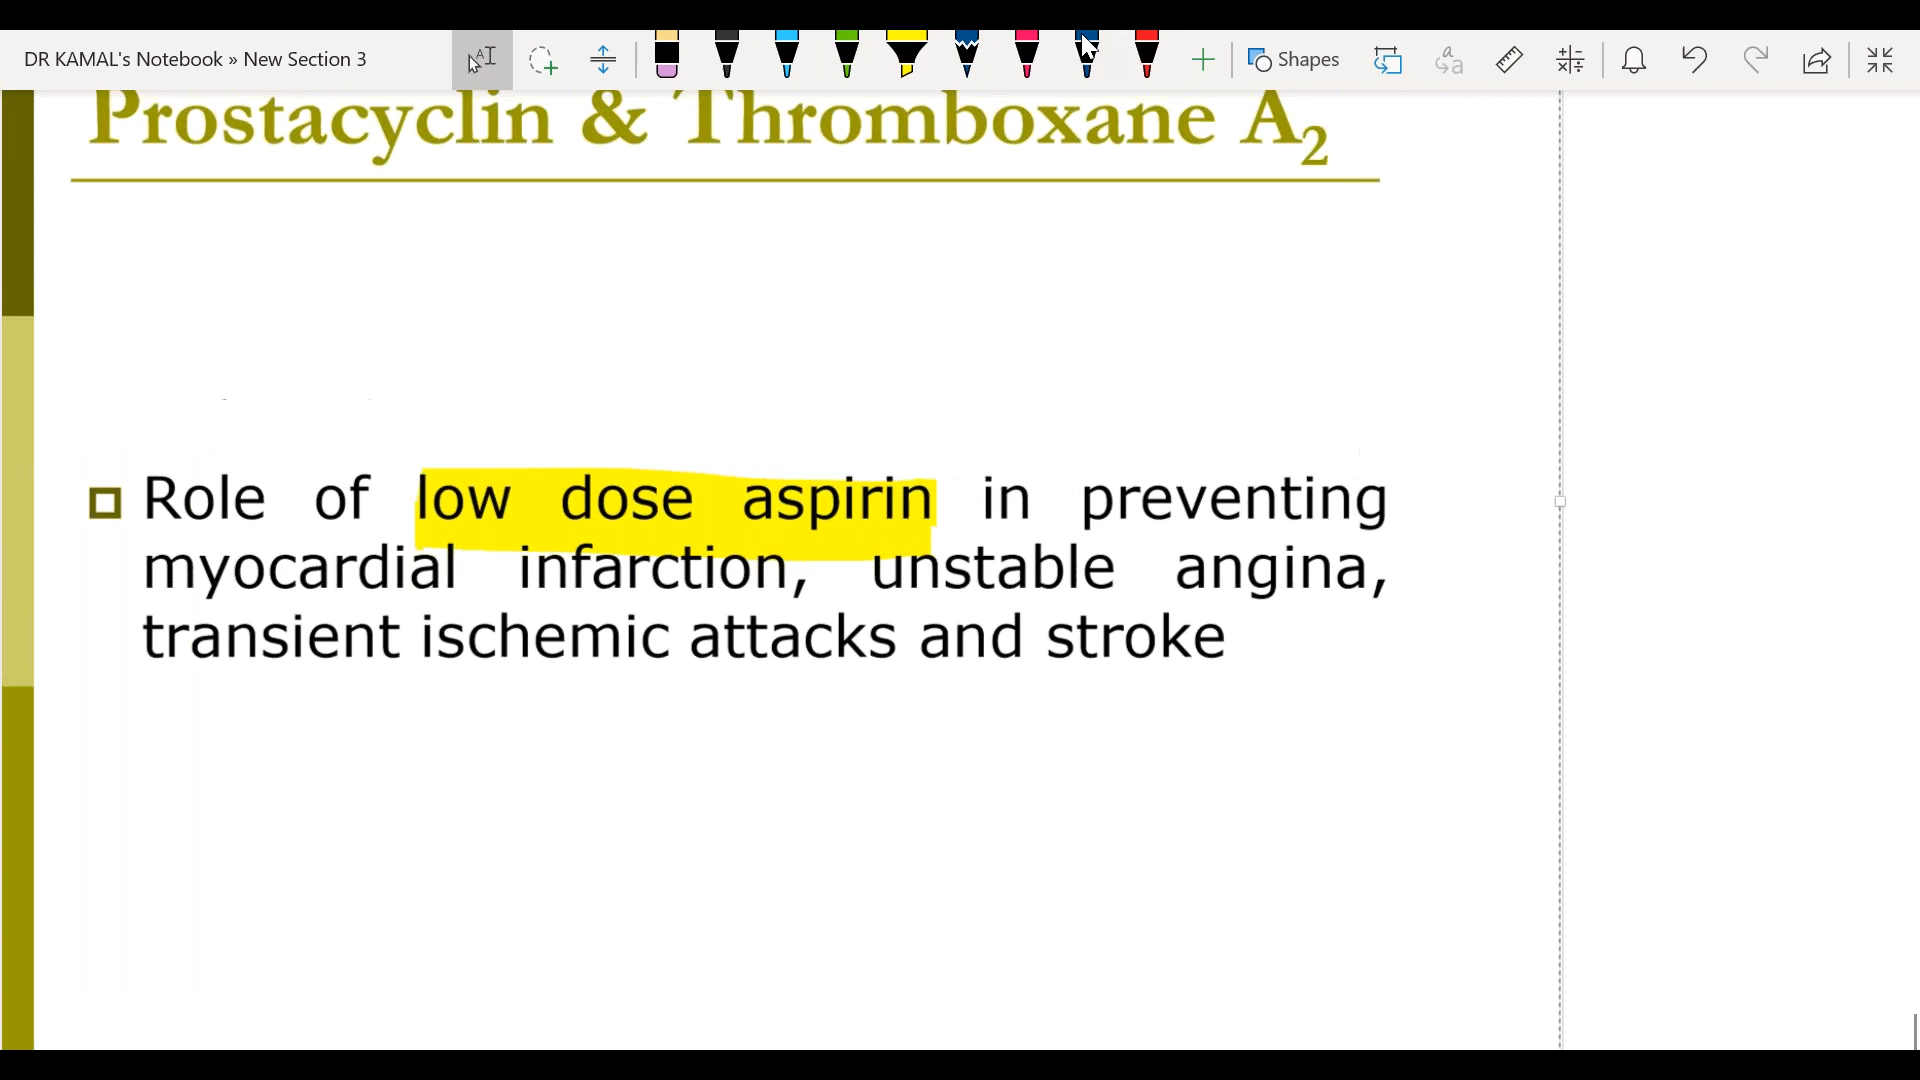 DR KAMAL's Notebook » New Section 3
Shapes
Prostacyclin & Thromboxane A₂
Role of low dose aspirin in preventing
myocardial infarction, unstable angina,
transient ischemic attacks and stroke